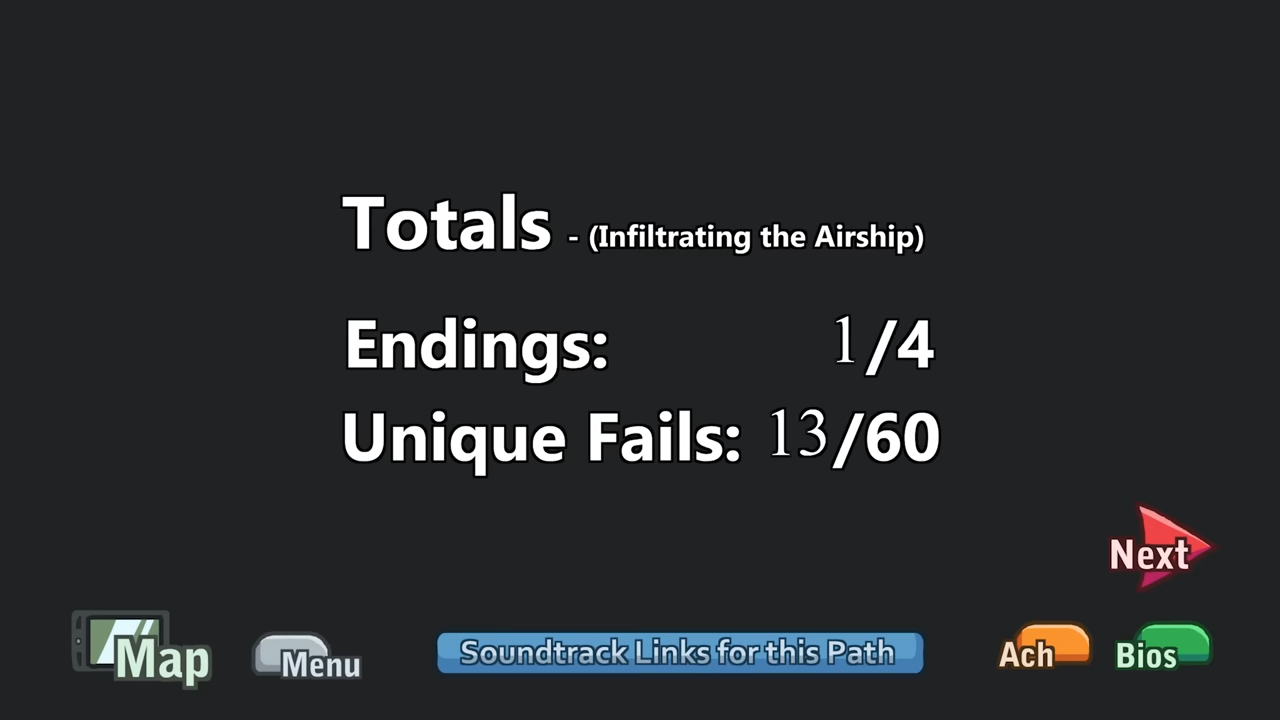 Totals - (Infiltrating the Airship)
Endings: 1/4
Unique Fails: 13/60
Next
Map
Menu
Soundtrack Links for this Path
Ach
Bios